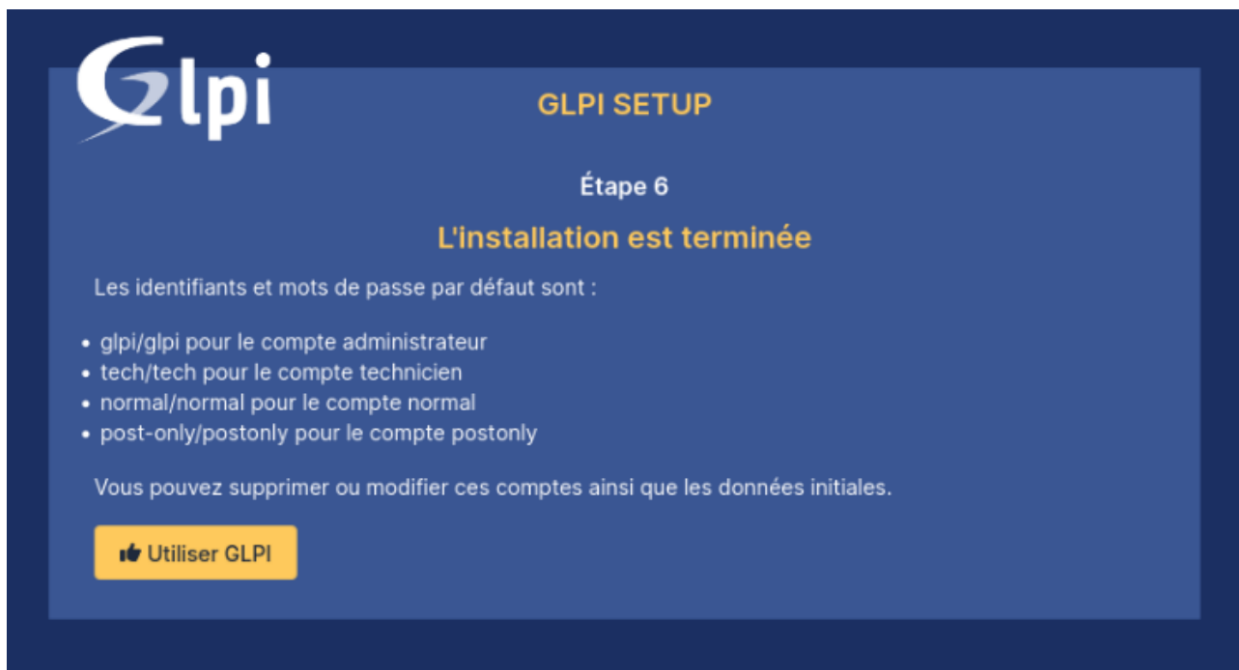 Glpi
GLPI SETUP
Étape 6
L'installation est terminée
Les identifiants et mots de passe par défaut sont :
• glpi/glpi pour le compte administrateur
• tech/tech pour le compte technicien
• normal/normal pour le compte normal
• post-only/postonly pour le compte postonly
Vous pouvez supprimer ou modifier ces comptes ainsi que les données initiales.
Utiliser GLPI